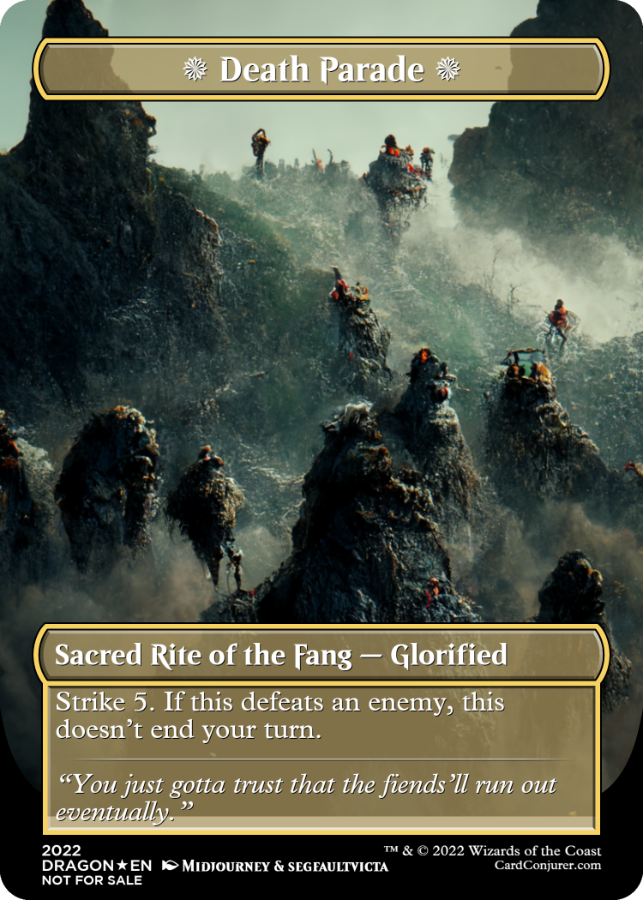 Death Parade
Sacred Rite of the Fang — Glorified
Strike 5. If this defeats an enemy, this
doesn't end your turn.
"You just gotta trust that the fiends'll run out
eventually."
2022
DRAGON★EN Midjourney & segfaultvicta
NOT FOR SALE
™ & © 2022 Wizards of the Coast
CardConjurer.com